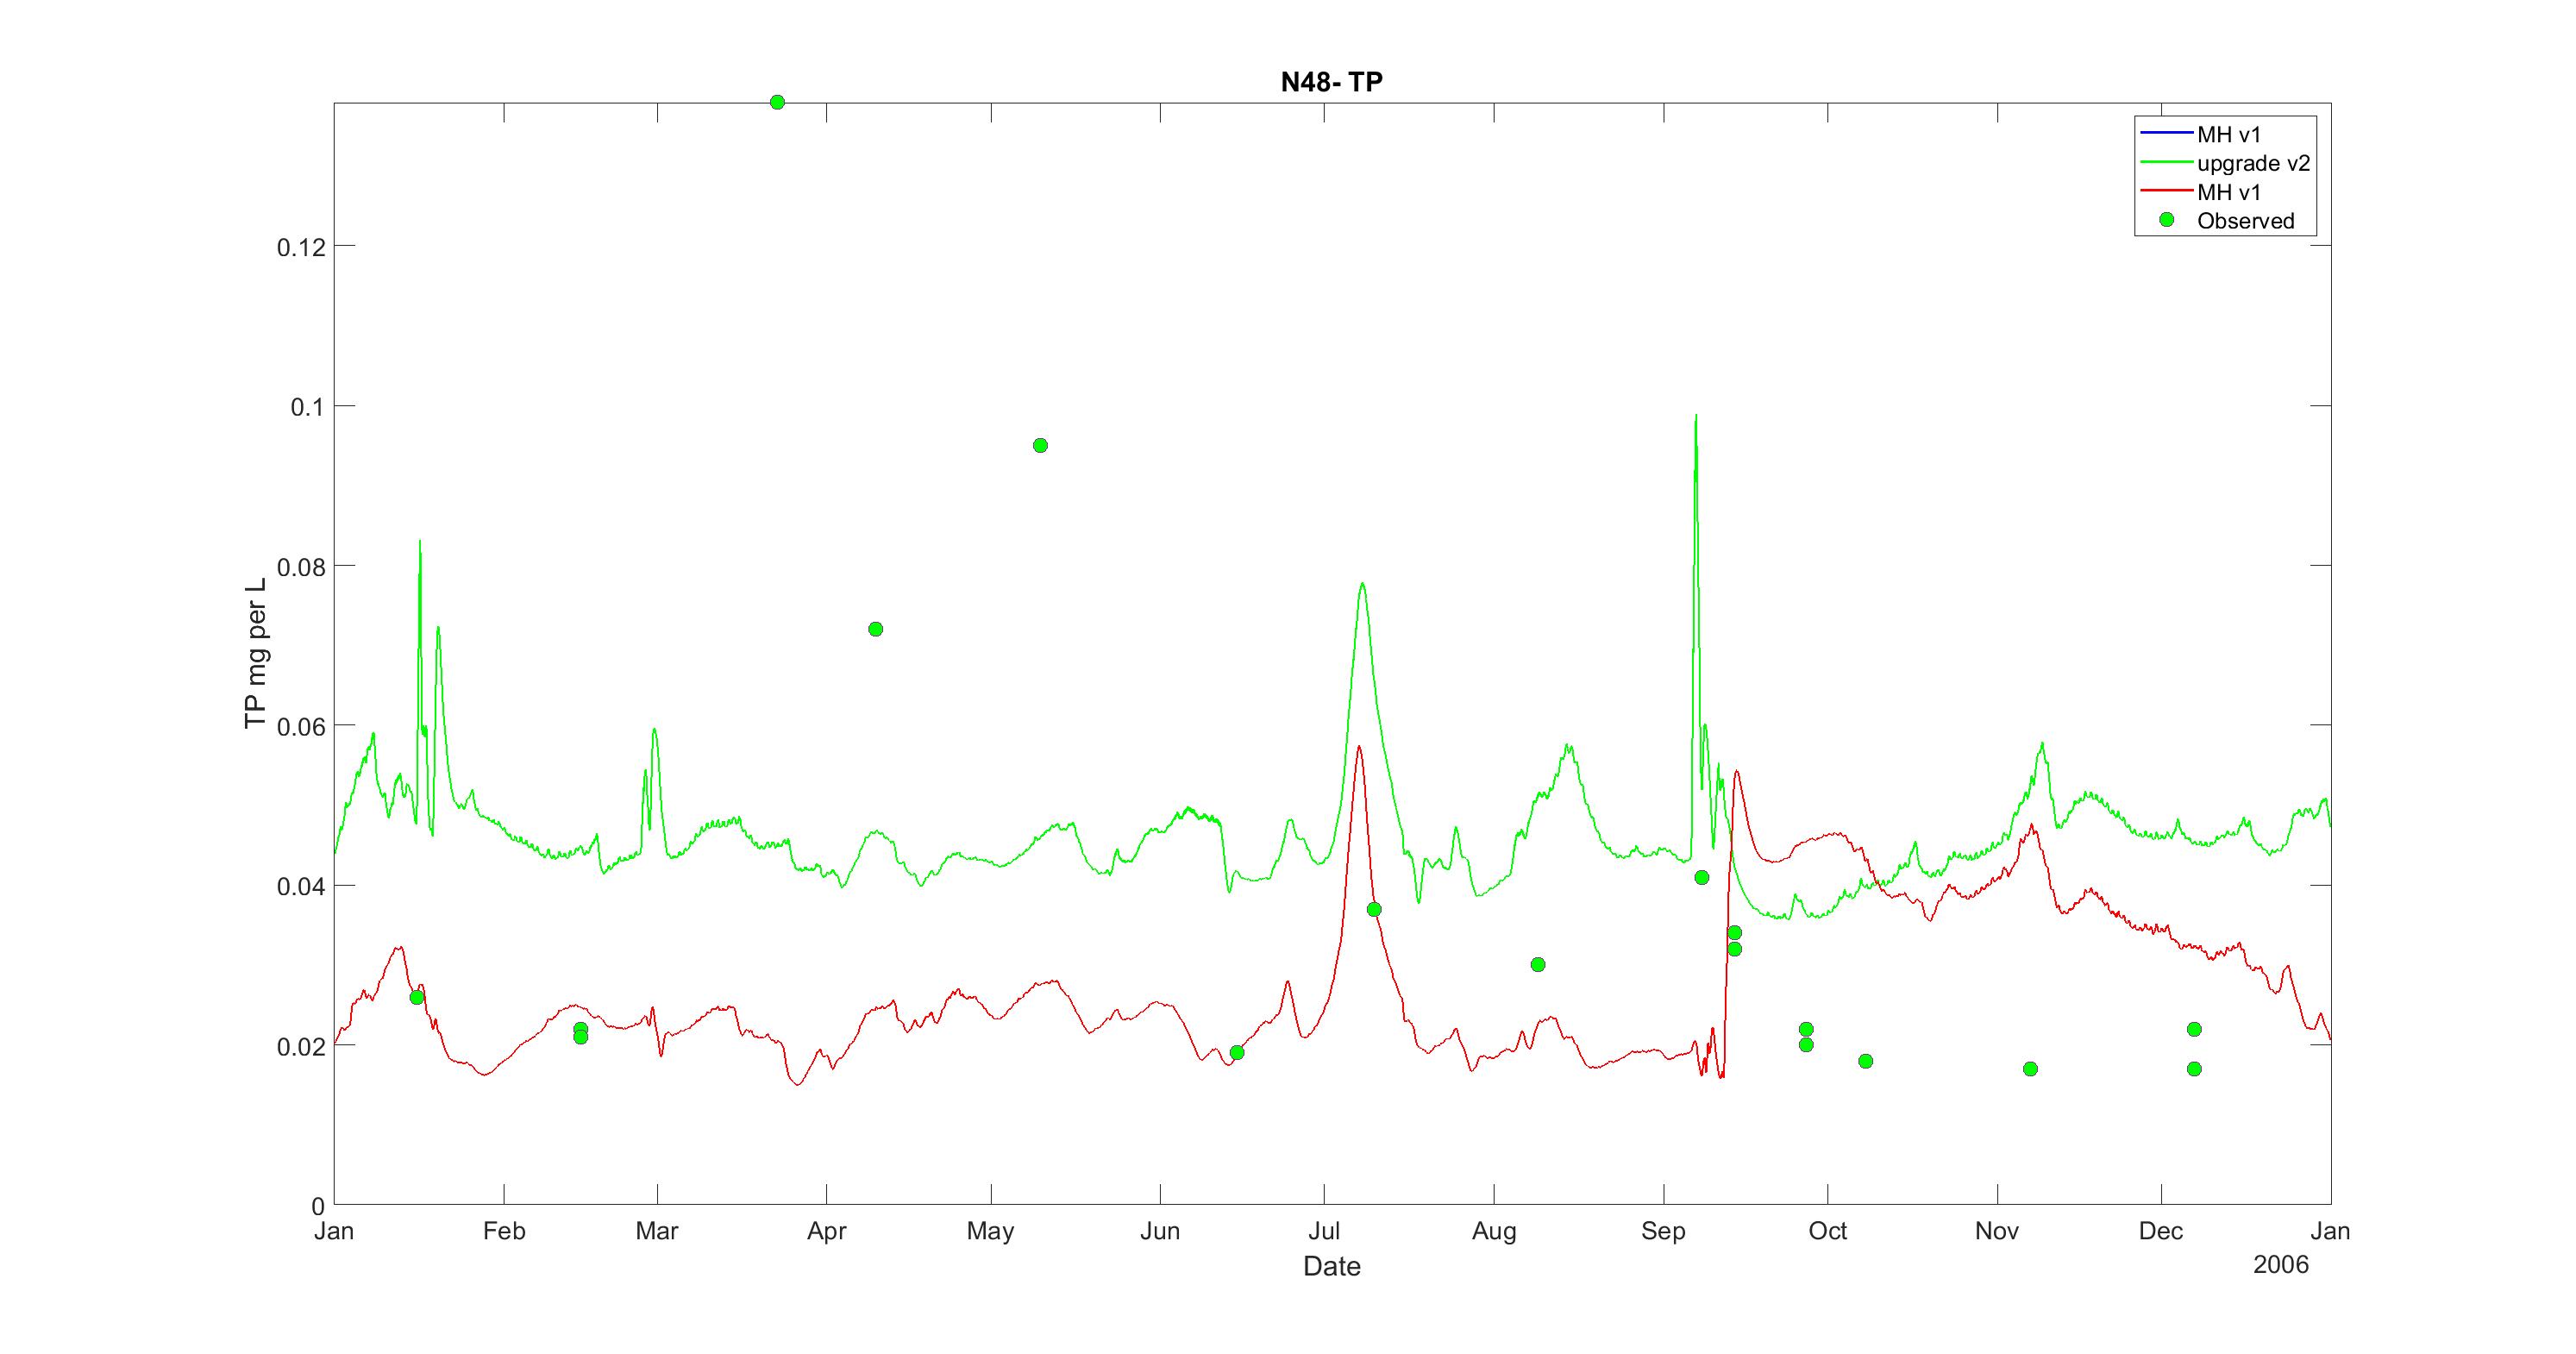 N48- TP
MH v1
upgrade v2
MH v1
Observed
TP mg per L
0.12
0.1
0.08
0.06
0.04
0.02
0
Jan Feb Mar Apr May Jun Jul Aug Sep Oct Nov Dec Jan
Date
2006